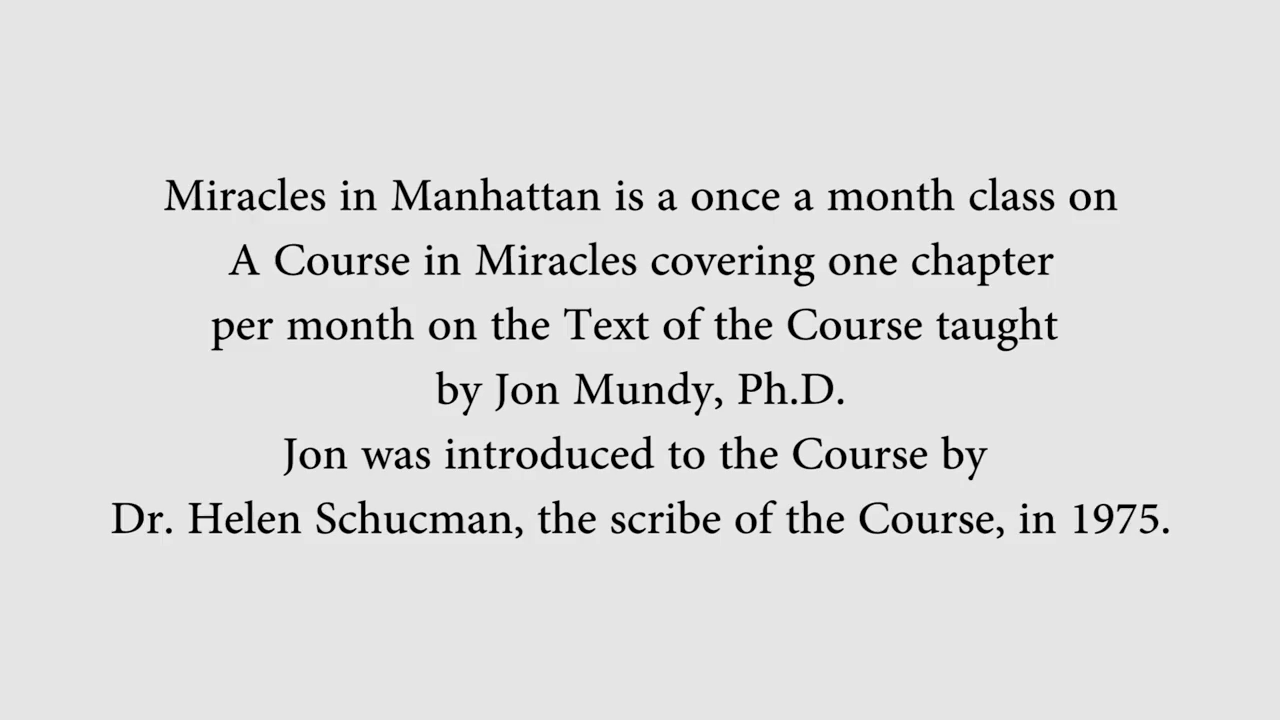 Miracles in Manhattan is a once a month class on
A Course in Miracles covering one chapter
per month on the Text of the Course taught
by Jon Mundy, Ph.D.
Jon was introduced to the Course by
Dr. Helen Schucman, the scribe of the Course, in 1975.